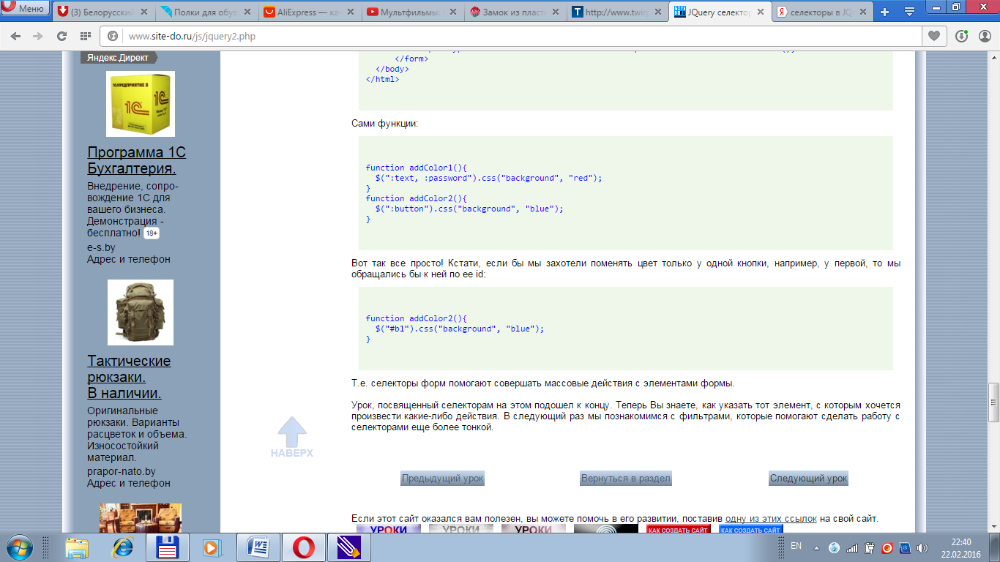 Меню
(3) Белорусский
Полки для обув
AliExpress — кач
Мультфильмы:
Замок из пласти
http://www.twirp
JQuery селектор
селекторы в JQ
www.site-do.ru/js/jquery2.php
Яндекс.Директ
1С:ПРЕДПРИЯТИЕ 8
1С
Программа 1С
Бухгалтерия.
Внедрение, сопро-
вождение 1С для
вашего бизнеса.
Демонстрация -
бесплатно! 18+
e-s.by
Адрес и телефон
Тактические
рюкзаки.
В наличии.
Оригинальные
рюкзаки. Варианты
расцветок и объема.
Износостойкий
материал.
prapor-nato.by
Адрес и телефон
НАВЕРХ
</form>
</body>
</html>
Сами функции:
function addColor1(){
$(":text, :password").css("background", "red");
}
function addColor2(){
$(":button").css("background", "blue");
}
Вот так все просто! Кстати, если бы мы захотели поменять цвет только у одной кнопки, например, у первой, то мы
обращались бы к ней по ее id:
function addColor2(){
$("#b1").css("background", "blue");
}
Т.е. селекторы форм помогают совершать массовые действия с элементами формы.
Урок, посвященный селекторам на этом подошел к концу. Теперь Вы знаете, как указать тот элемент, с которым хочется
произвести какие-либо действия. В следующий раз мы познакомимся с фильтрами, которые помогают сделать работу с
селекторами еще более тонкой.
Предыдущий урок
Вернуться в раздел
Следующий урок
Если этот сайт оказался вам полезен, вы можете помочь в его развитии, поставив одну из этих ссылок на свой сайт.
УРОКИ
УРОКИ
УРОКИ
КАК СОЗДАТЬ САЙТ
КАК СОЗДАТЬ САЙТ
EN
22:40
22.02.2016